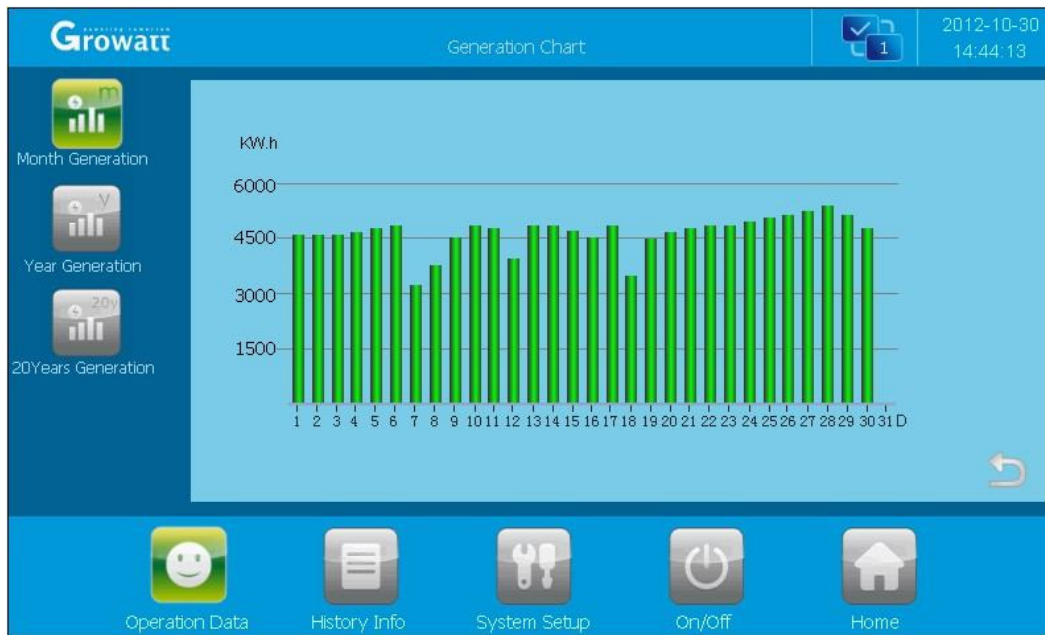 powering tomorrow
Growatt
Generation Chart
1
2012-10-30
14:44:13
m
Month Generation
y
Year Generation
20y
20Years Generation
KW.h
6000
4500
3000
1500
1 2 3 4 5 6 7 8 9 10 11 12 13 14 15 16 17 18 19 20 21 22 23 24 25 26 27 28 29 30 31 D
Operation Data
History Info
System Setup
On/Off
Home